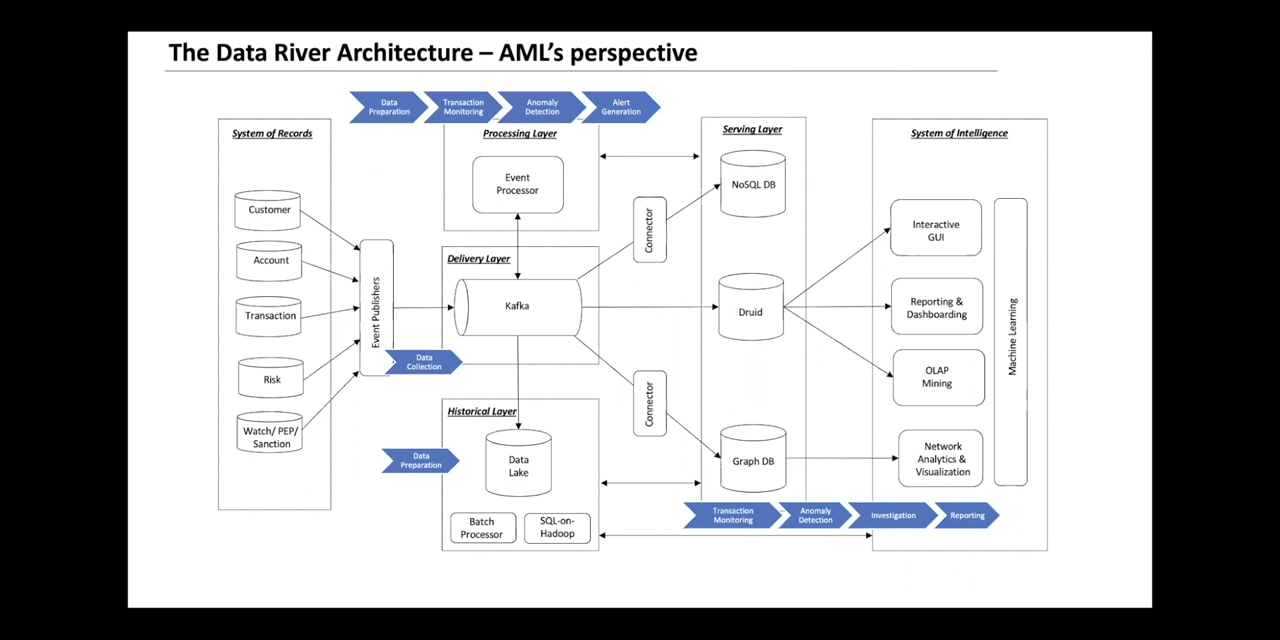 The Data River Architecture – AML's perspective
Data
Preparation
Transaction
Monitoring
Anomaly
Detection
Alert
Generation
System of Records
Customer
Account
Transaction
Risk
Watch/ PEP/
Sanction
Event Publishers
Data
Collection
Processing Layer
Event
Processor
Delivery Layer
Kafka
Historical Layer
Data
Preparation
Data
Lake
Batch
Processor
SQL-on-
Hadoop
Connector
Connector
Serving Layer
NoSQL DB
Druid
Graph DB
System of Intelligence
Interactive
GUI
Reporting &
Dashboarding
OLAP
Mining
Network
Analytics &
Visualization
Machine Learning
Transaction
Monitoring
Anomaly
Detection
Investigation
Reporting